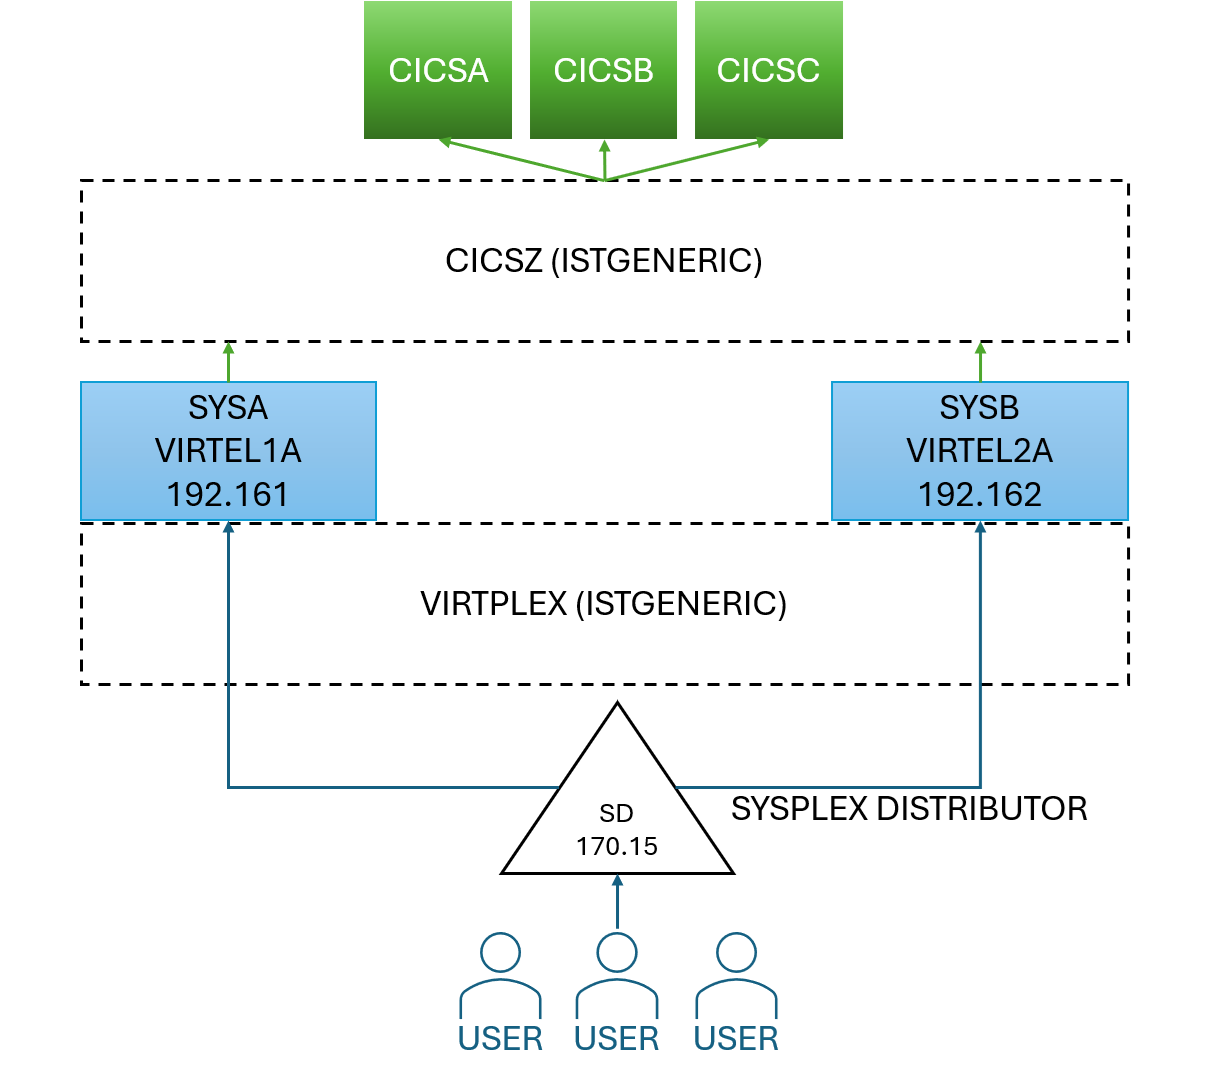 CICSA
CICSB
CICSC
CICSZ (ISTGENERIC)
SYSA
VIRTEL1A
192.161
SYSB
VIRTEL2A
192.162
VIRTPLEX (ISTGENERIC)
SD
170.15
SYSPLEX DISTRIBUTOR
USER
USER
USER